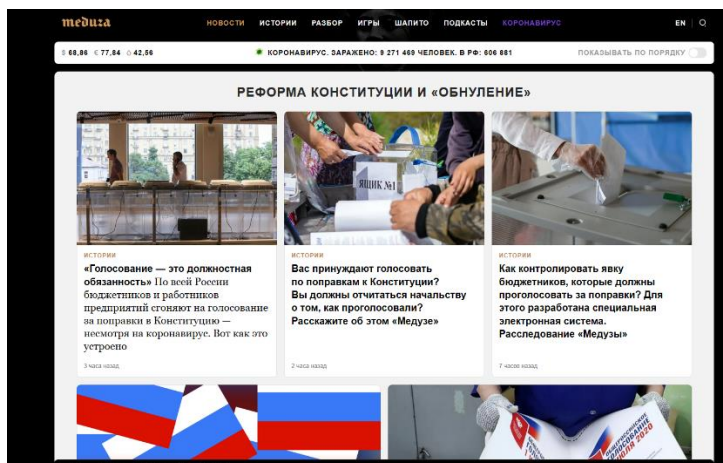 meduza
НОВОСТИ ИСТОРИИ РАЗБОР ИГРЫ ШАПИТО ПОДКАСТЫ КОРОНАВИРУС EN
$ 68,86 € 77,84 42,56 КОРОНАВИРУС. ЗАРАЖЕНО: 9 271 469 ЧЕЛОВЕК. В РФ: 606 881 ПОКАЗЫВАТЬ ПО ПОРЯДКУ
РЕФОРМА КОНСТИТУЦИИ И «ОБНУЛЕНИЕ»
ЯЩИК №1
ИСТОРИИ
«Голосование — это должностная
обязанность» По всей России
бюджетников и работников
предприятий сгоняют на голосование
за поправки в Конституцию —
несмотря на коронавирус. Вот как это
устроено
3 часа назад
ИСТОРИИ
Вас принуждают голосовать
по поправкам к Конституции?
Вы должны отчитаться начальству
о том, как проголосовали?
Расскажите об этом «Медузе»
2 часа назад
ИСТОРИИ
Как контролировать явку
бюджетников, которые должны
проголосовать за поправки? Для
этого разработана специальная
электронная система.
Расследование «Медузы»
7 часов назад
ОБЩЕРОССИЙСКОЕ
ГОЛОСОВАНИЕ
ИЮЛЯ 2020